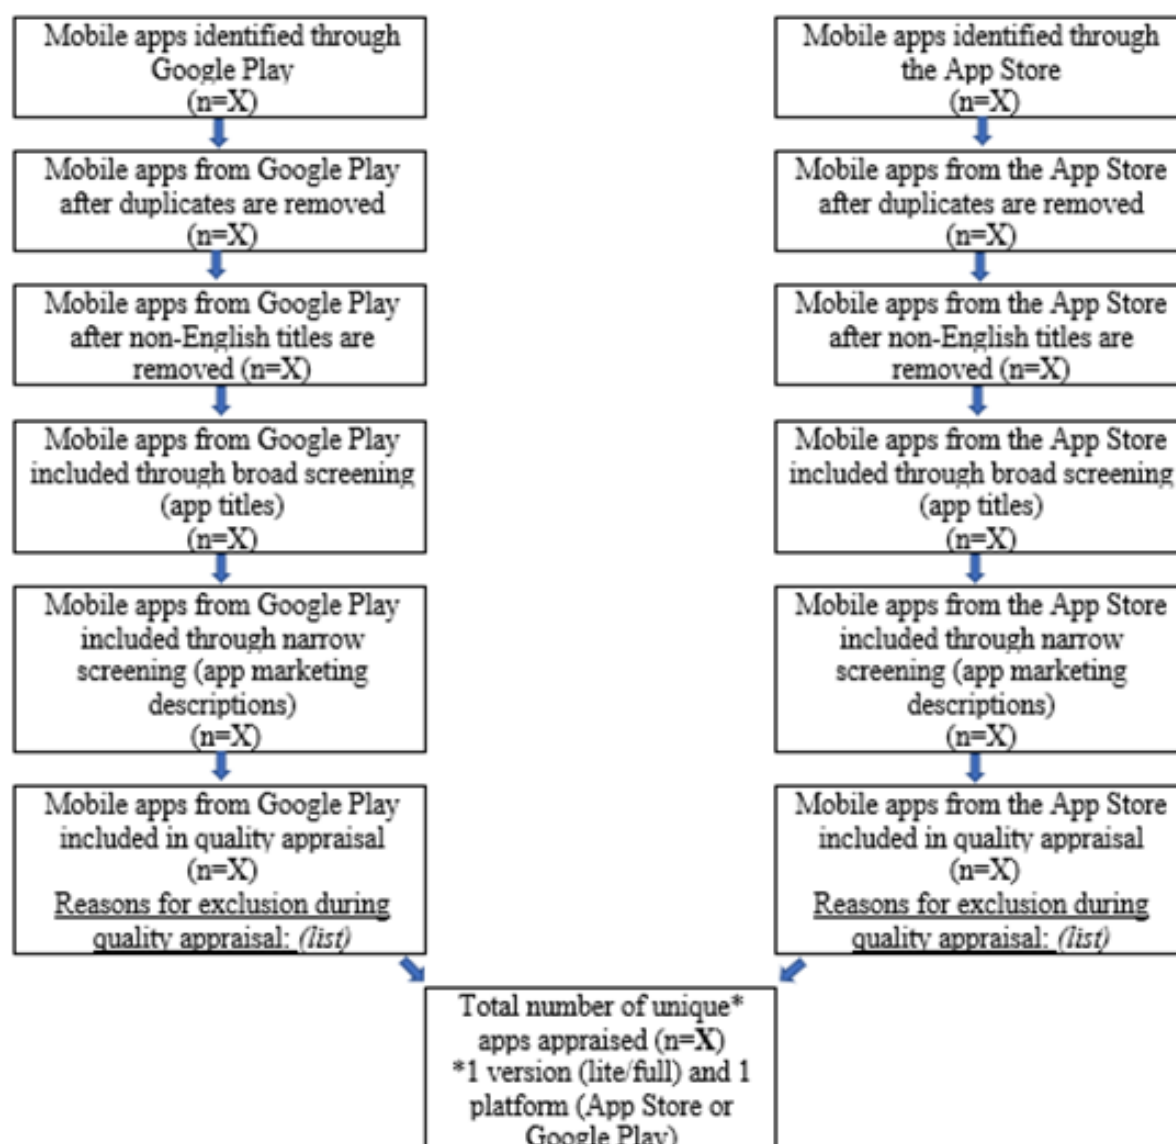 Mobile apps identified through
Google Play
(n=X)
Mobile apps from Google Play
after duplicates are removed
(n=X)
Mobile apps from Google Play
after non-English titles are
removed (n=X)
Mobile apps from Google Play
included through broad screening
(app titles)
(n=X)
Mobile apps from Google Play
included through narrow
screening (app marketing
descriptions)
(n=X)
Mobile apps from Google Play
included in quality appraisal
(n=X)
Reasons for exclusion during
quality appraisal: (list)
Mobile apps identified through
the App Store
(n=X)
Mobile apps from the App Store
after duplicates are removed
(n=X)
Mobile apps from the App Store
after non-English titles are
removed (n=X)
Mobile apps from the App Store
included through broad screening
(app titles)
(n=X)
Mobile apps from the App Store
included through narrow
screening (app marketing
descriptions)
(n=X)
Mobile apps from the App Store
included in quality appraisal
(n=X)
Reasons for exclusion during
quality appraisal: (list)
Total number of unique*
apps appraised (n=X)
*1 version (lite/full) and 1
platform (App Store or
Google Play)